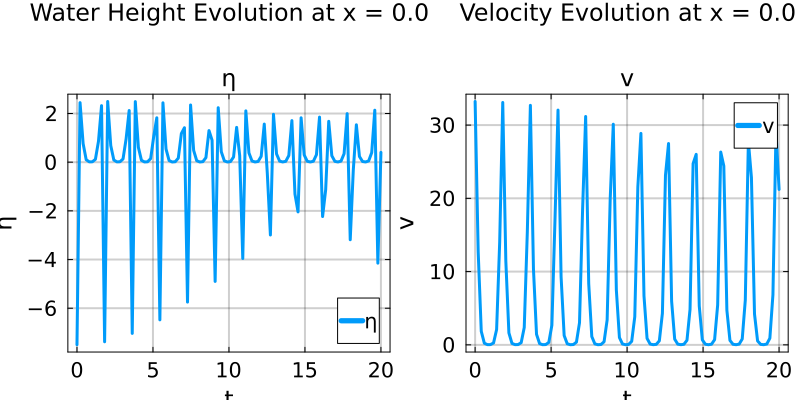 Water Height Evolution at x = 0.0
Velocity Evolution at x = 0.0
η
v
2
0
−2
−4
−6
η
η
0
5
10
15
20
t
30
20
10
0
v
v
0
5
10
15
20
t